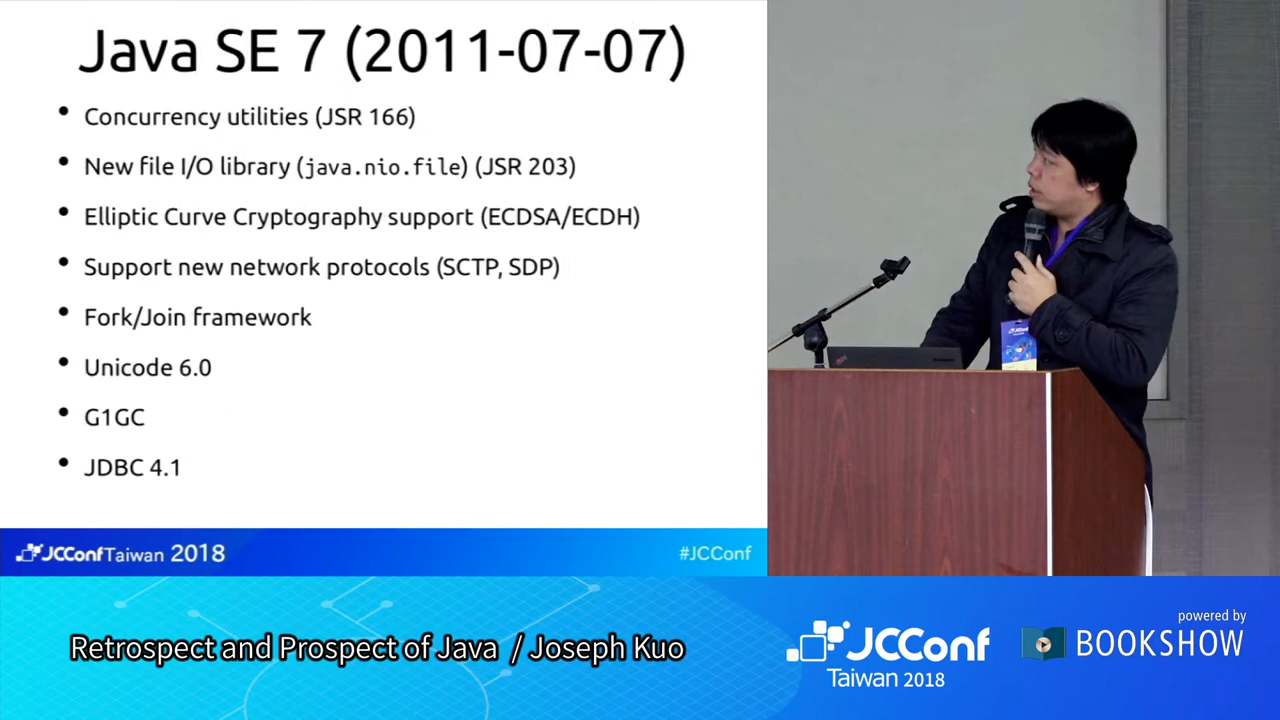 Java SE 7 (2011-07-07)
• Concurrency utilities (JSR 166)
• New file I/O library (java.nio.file) (JSR 203)
• Elliptic Curve Cryptography support (ECDSA/ECDH)
• Support new network protocols (SCTP, SDP)
• Fork/Join framework
• Unicode 6.0
• G1GC
• JDBC 4.1
JCConf Taiwan 2018
#JCConf
Retrospect and Prospect of Java / Joseph Kuo
JCConf
Taiwan 2018
powered by
BOOKSHOW